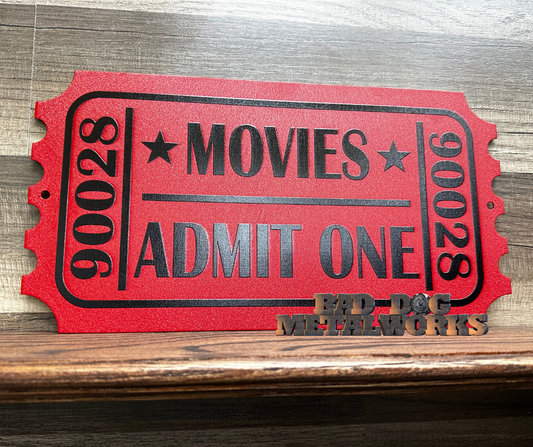 90028
★ MOVIES ★
ADMIT ONE
90028
BAD DOG
METALWORKS